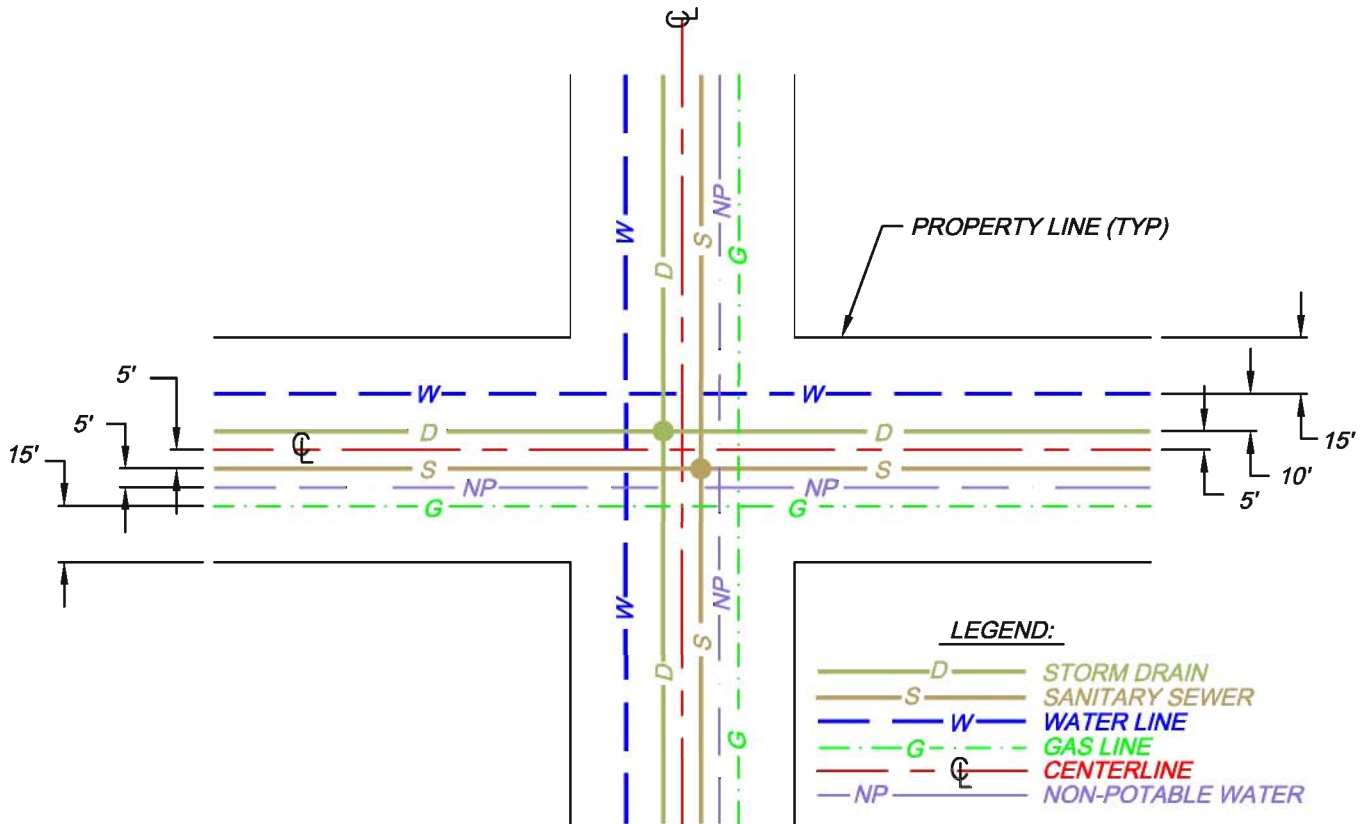 ℄
W
S
NP
G
D
PROPERTY LINE (TYP)
5'
W
W
5'
℄
D
D
15'
15'
S
S
10'
NP
NP
5'
G
G
W
NP
S
D
G
LEGEND:
D STORM DRAIN
S SANITARY SEWER
W WATER LINE
G GAS LINE
℄ CENTERLINE
NP NON-POTABLE WATER